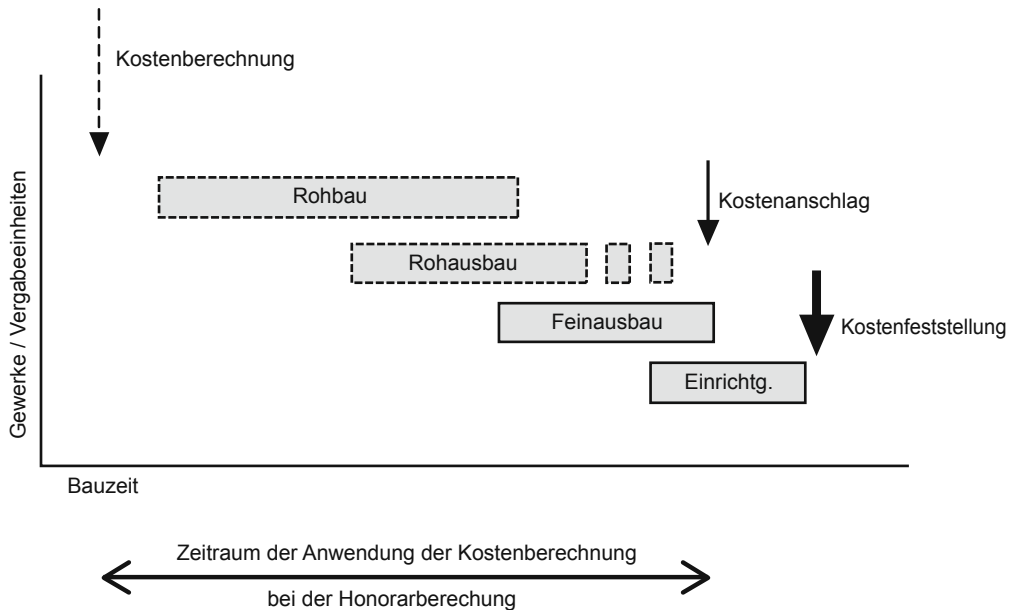 Kostenberechnung
Rohbau
Kostenanschlag
Rohausbau
Feinausbau
Kostenfeststellung
Einrichtg.
Gewerke / Vergabeeinheiten
Bauzeit
Zeitraum der Anwendung der Kostenberechnung
bei der Honorarberechung